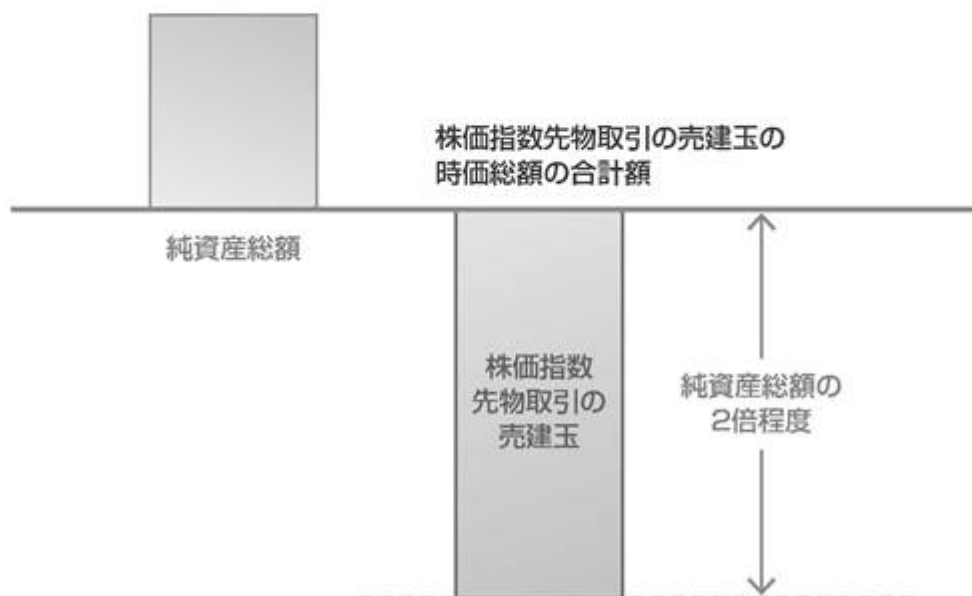 株価指数先物取引の売建玉の
時価総額の合計額
純資産総額
株価指数
先物取引の
売建玉
純資産総額の
2倍程度